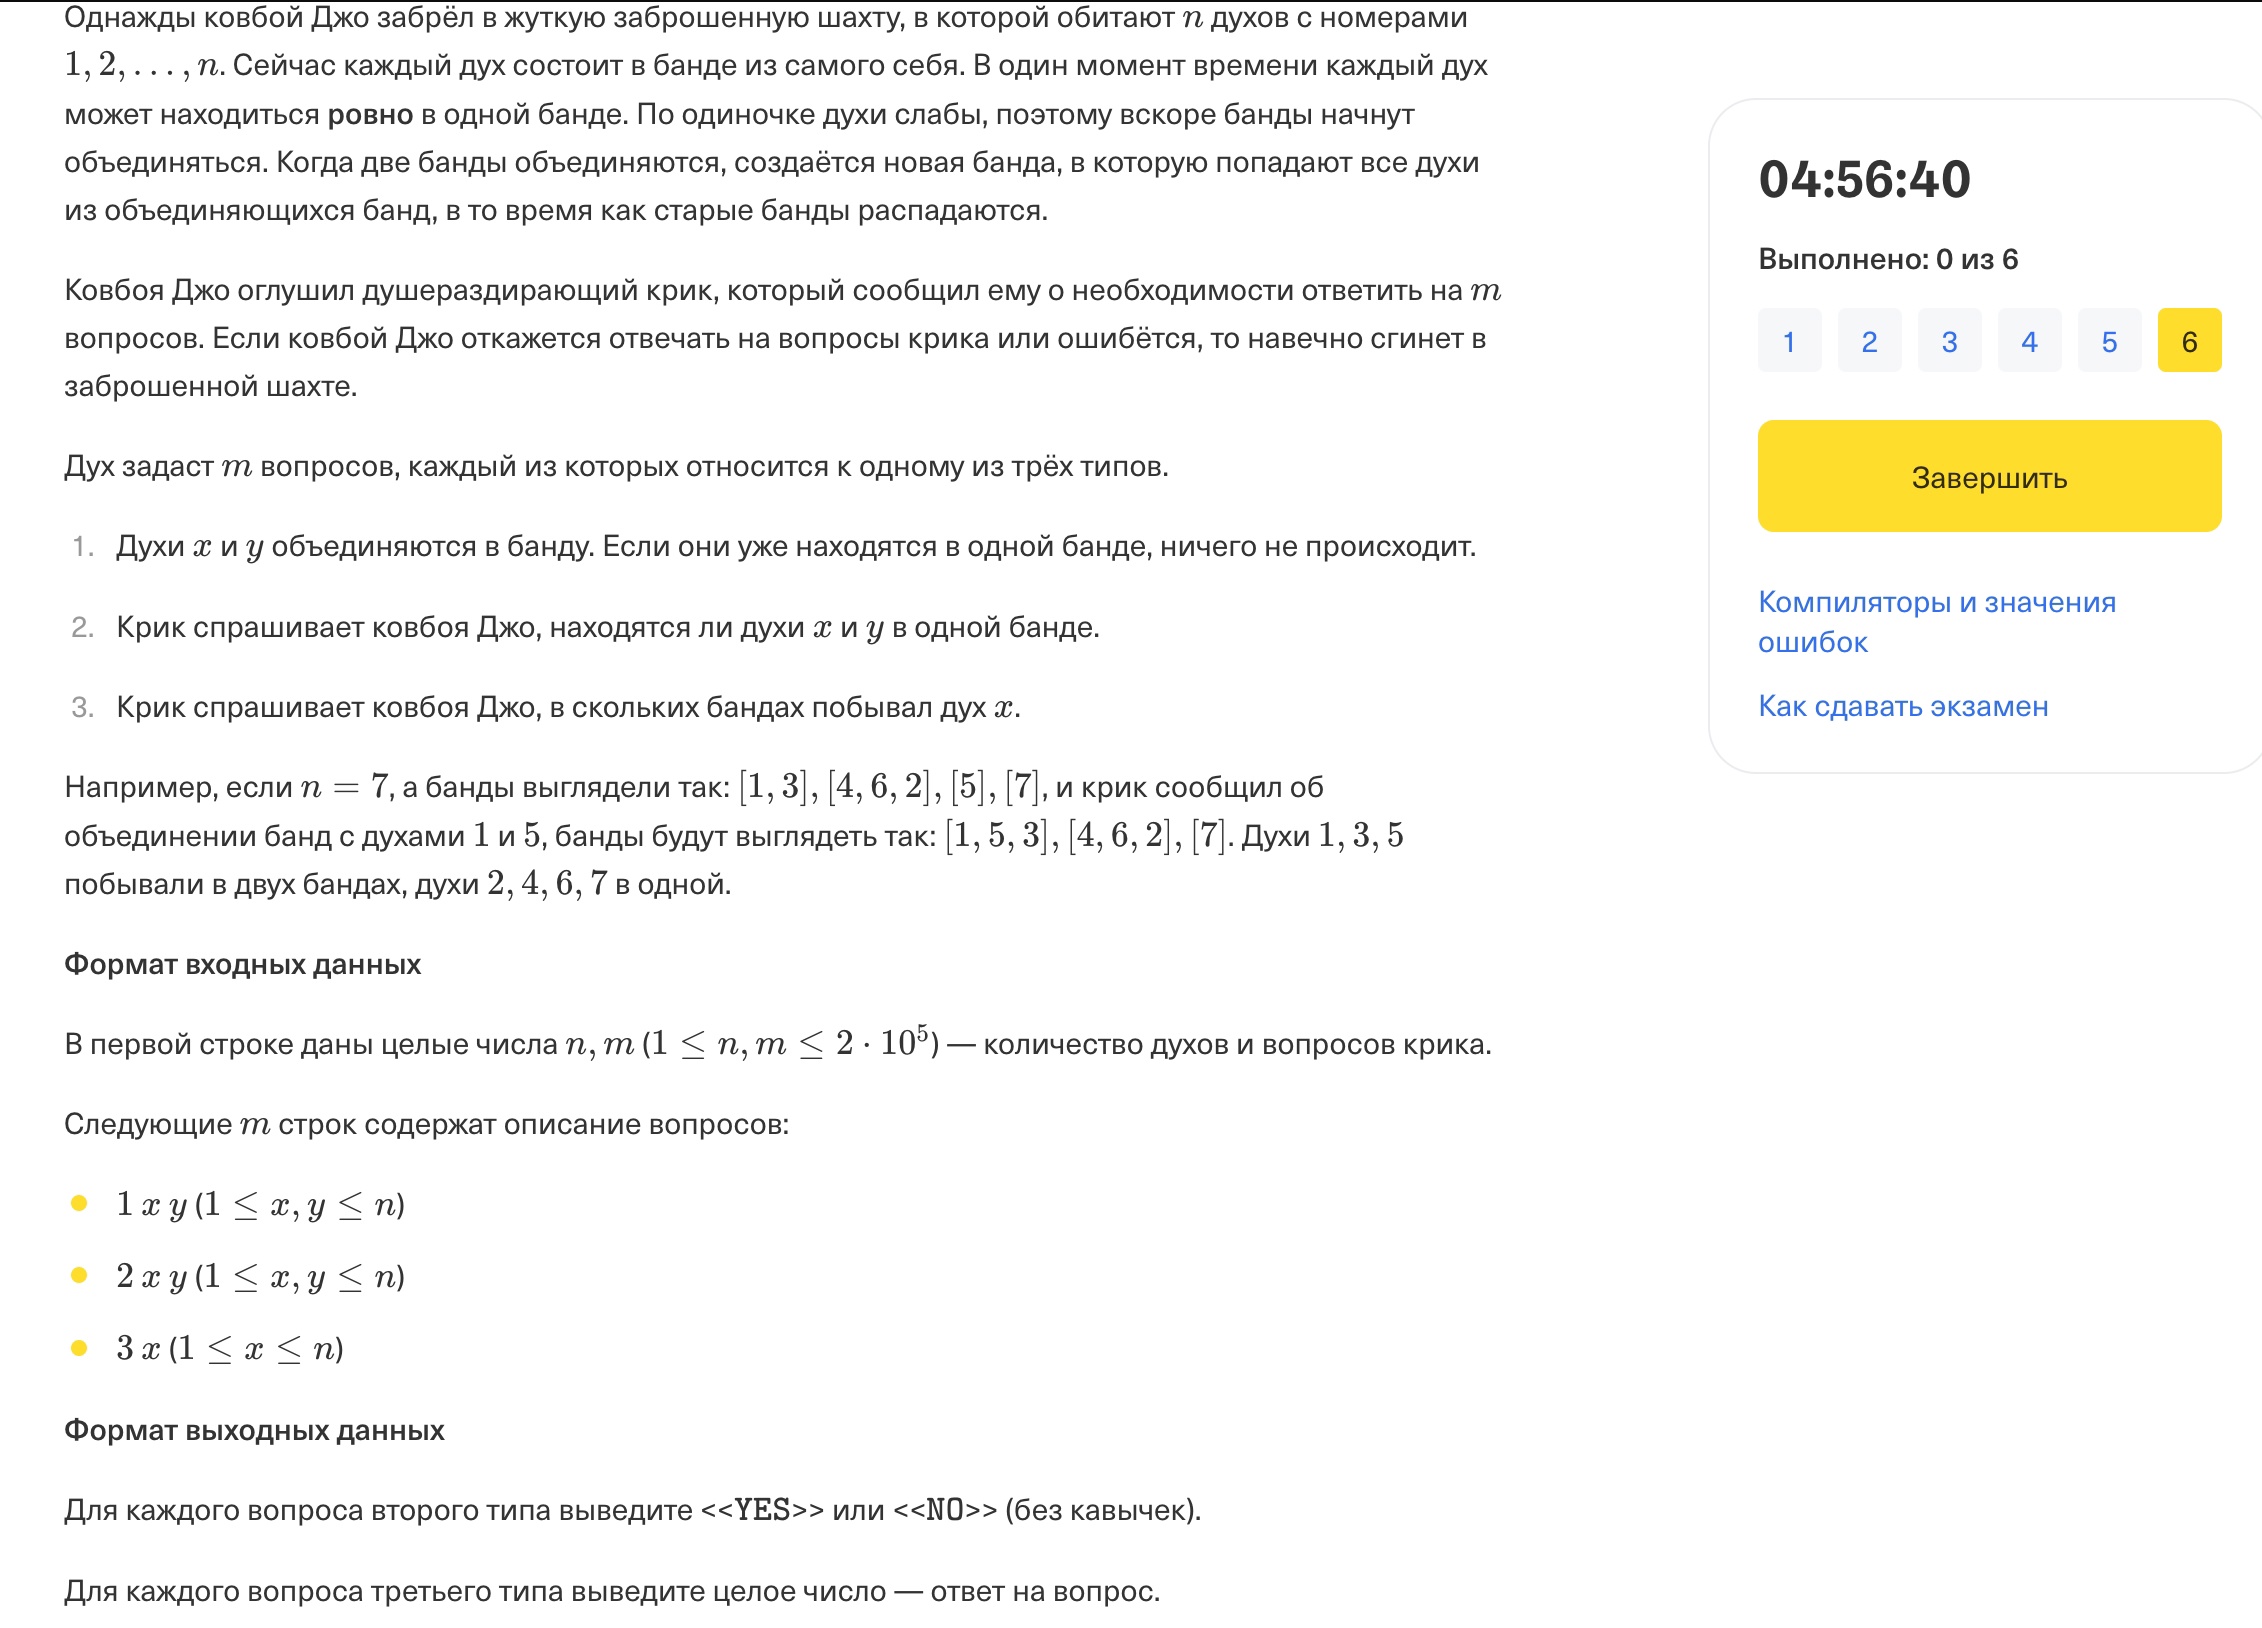 Однажды ковбой Джо забрёл в жуткую заброшенную шахту, в которой обитают n духов с номерами
1, 2, . . . , n. Сейчас каждый дух состоит в банде из самого себя. В один момент времени каждый дух
может находиться ровно в одной банде. По одиночке духи слабы, поэтому вскоре банды начнут
объединяться. Когда две банды объединяются, создаётся новая банда, в которую попадают все духи
из объединяющихся банд, в то время как старые банды распадаются.
Ковбоя Джо оглушил душераздирающий крик, который сообщил ему о необходимости ответить на m
вопросов. Если ковбой Джо откажется отвечать на вопросы крика или ошибётся, то навечно сгинет в
заброшенной шахте.
Дух задаст m вопросов, каждый из которых относится к одному из трёх типов.
1. Духи x и y объединяются в банду. Если они уже находятся в одной банде, ничего не происходит.
2. Крик спрашивает ковбоя Джо, находятся ли духи x и y в одной банде.
3. Крик спрашивает ковбоя Джо, в скольких бандах побывал дух x.
Например, если n = 7, а банды выглядели так: [1, 3], [4, 6, 2], [5], [7], и крик сообщил об
объединении банд с духами 1 и 5, банды будут выглядеть так: [1, 5, 3], [4, 6, 2], [7]. Духи 1, 3, 5
побывали в двух бандах, духи 2, 4, 6, 7 в одной.
Формат входных данных
В первой строке даны целые числа n, m (1 ≤ n, m ≤ 2 · 10⁵) — количество духов и вопросов крика.
Следующие m строк содержат описание вопросов:
1 x y (1 ≤ x, y ≤ n)
2 x y (1 ≤ x, y ≤ n)
3 x (1 ≤ x ≤ n)
Формат выходных данных
Для каждого вопроса второго типа выведите <<YES>> или <<NO>> (без кавычек).
Для каждого вопроса третьего типа выведите целое число — ответ на вопрос.
04:56:40
Выполнено: 0 из 6
1 2 3 4 5 6
Завершить
Компиляторы и значения
ошибок
Как сдавать экзамен